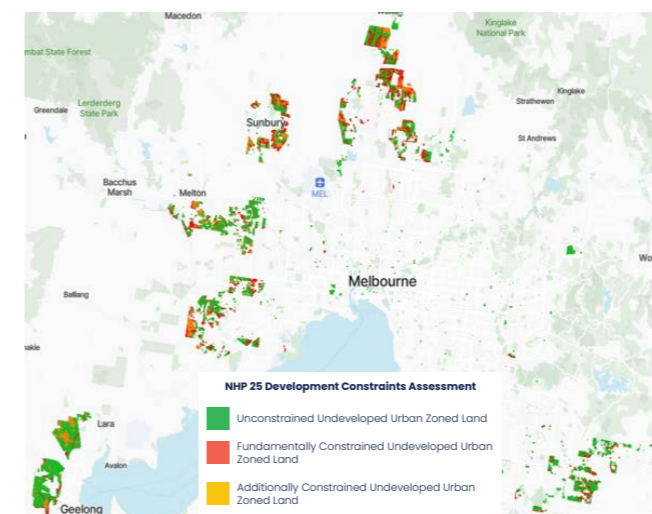 Macedon
Kinglake
National Park
mbat State Forest
Greendale
Lerderderg
State Park
Strathewen
Kinglake
Sunbury
St Andrews
Bacchus
Marsh
Melton
MEL
Wo
Melbourne
Balliang
NHP 25 Development Constraints Assessment
Unconstrained Undeveloped Urban Zoned Land
Fundamentally Constrained Undeveloped Urban
Zoned Land
Additionally Constrained Undeveloped Urban
Zoned Land
Lara
Avalon
Geelong